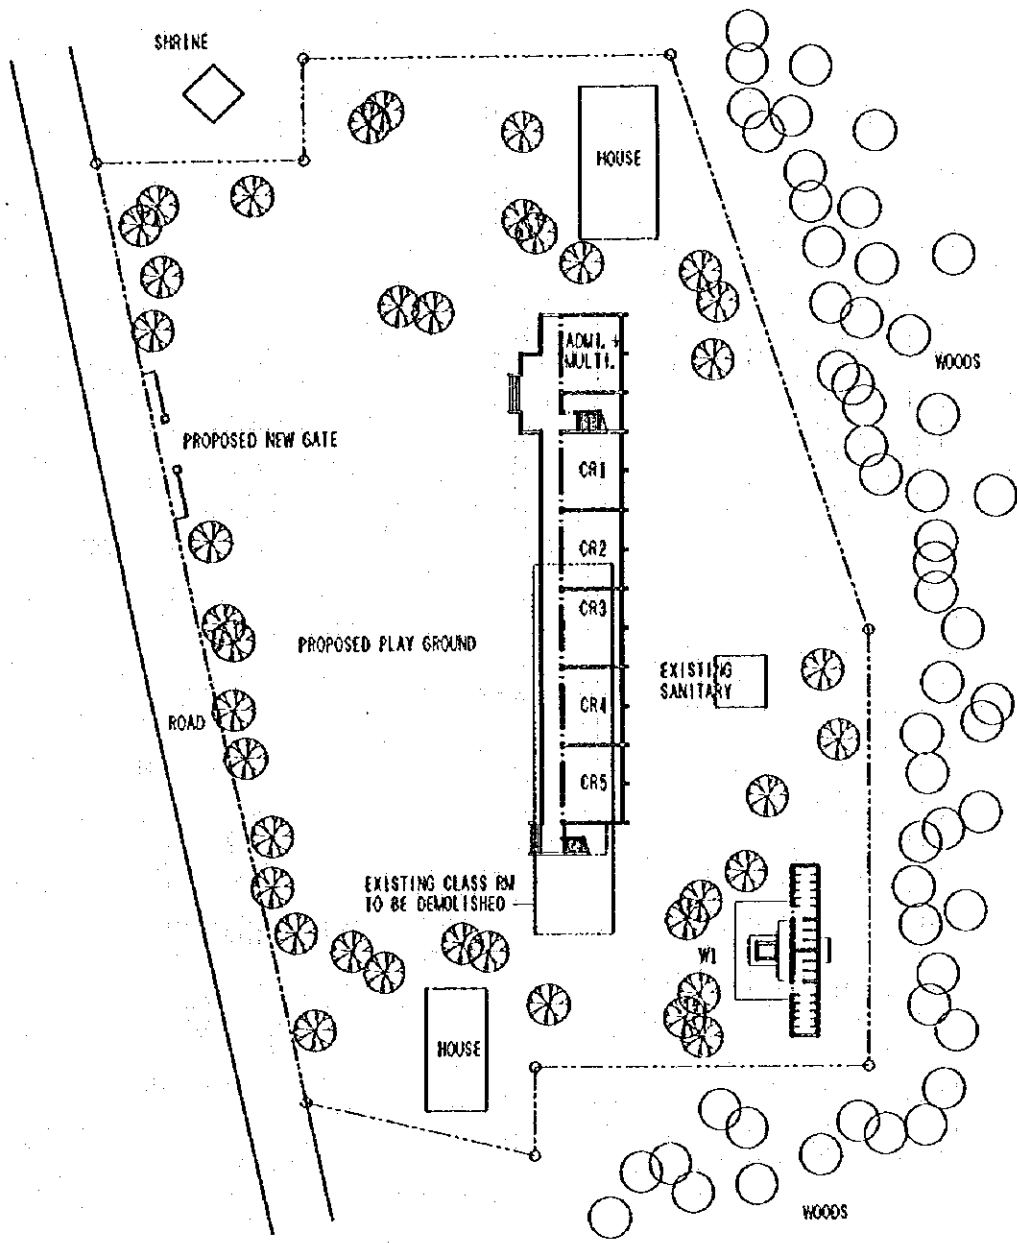 SHRINE
HOUSE
ADMI. +
MULTI.
WOODS
PROPOSED NEW GATE
CR1
CR2
CR3
PROPOSED PLAY GROUND
EXISTING
SANITARY
CR4
ROAD
CR5
EXISTING CLASS RM
TO BE DEMOLISHED
W1
HOUSE
WOODS